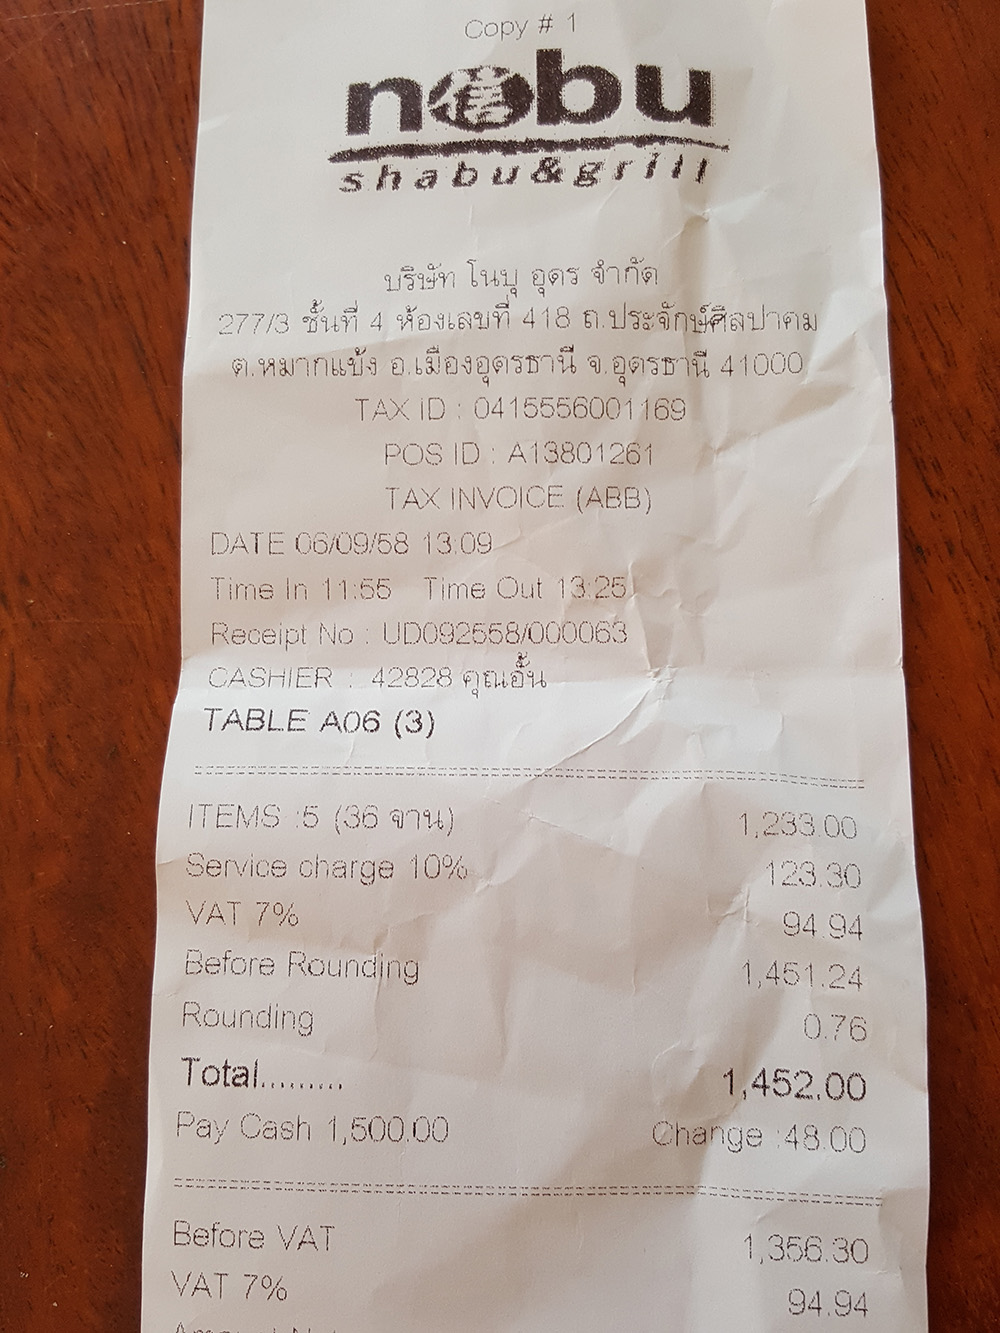 Copy # 1
nobu
信
shabu&grill
บริษัท โนบุ อุดร จำกัด
277/3 ชั้นที่ 4 ห้องเลขที่ 418 ถ.ประจักษ์ศิลปาคม
ต.หมากแข้ง อ.เมืองอุดรธานี จ.อุดรธานี 41000
TAX ID : 0415556001169
POS ID : A13801261
TAX INVOICE (ABB)
DATE 06/09/58 13:09
Time In 11:55 Time Out 13:25
Receipt No : UD092558/000063
CASHIER : 42828 คุณอั้น
TABLE A06 (3)
ITEMS :5 (36 จาน) 1,233.00
Service charge 10% 123.30
VAT 7% 94.94
Before Rounding 1,451.24
Rounding 0.76
Total......... 1,452.00
Pay Cash 1,500.00 Change :48.00
Before VAT 1,356.30
VAT 7% 94.94